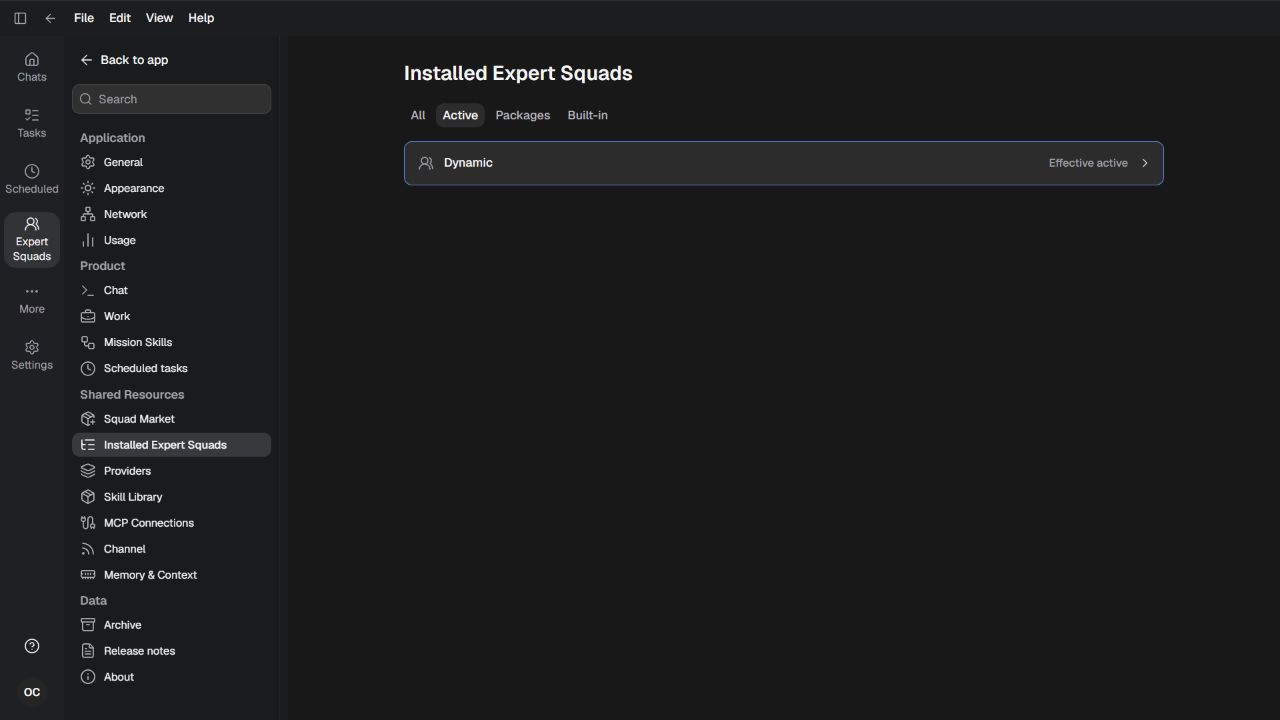 File Edit View Help
Chats
Tasks
Scheduled
Expert
Squads
More
Settings
OC
Back to app
Search
Application
General
Appearance
Network
Usage
Product
Chat
Work
Mission Skills
Scheduled tasks
Shared Resources
Squad Market
Installed Expert Squads
Providers
Skill Library
MCP Connections
Channel
Memory & Context
Data
Archive
Release notes
About
Installed Expert Squads
All Active Packages Built-in
Dynamic Effective active